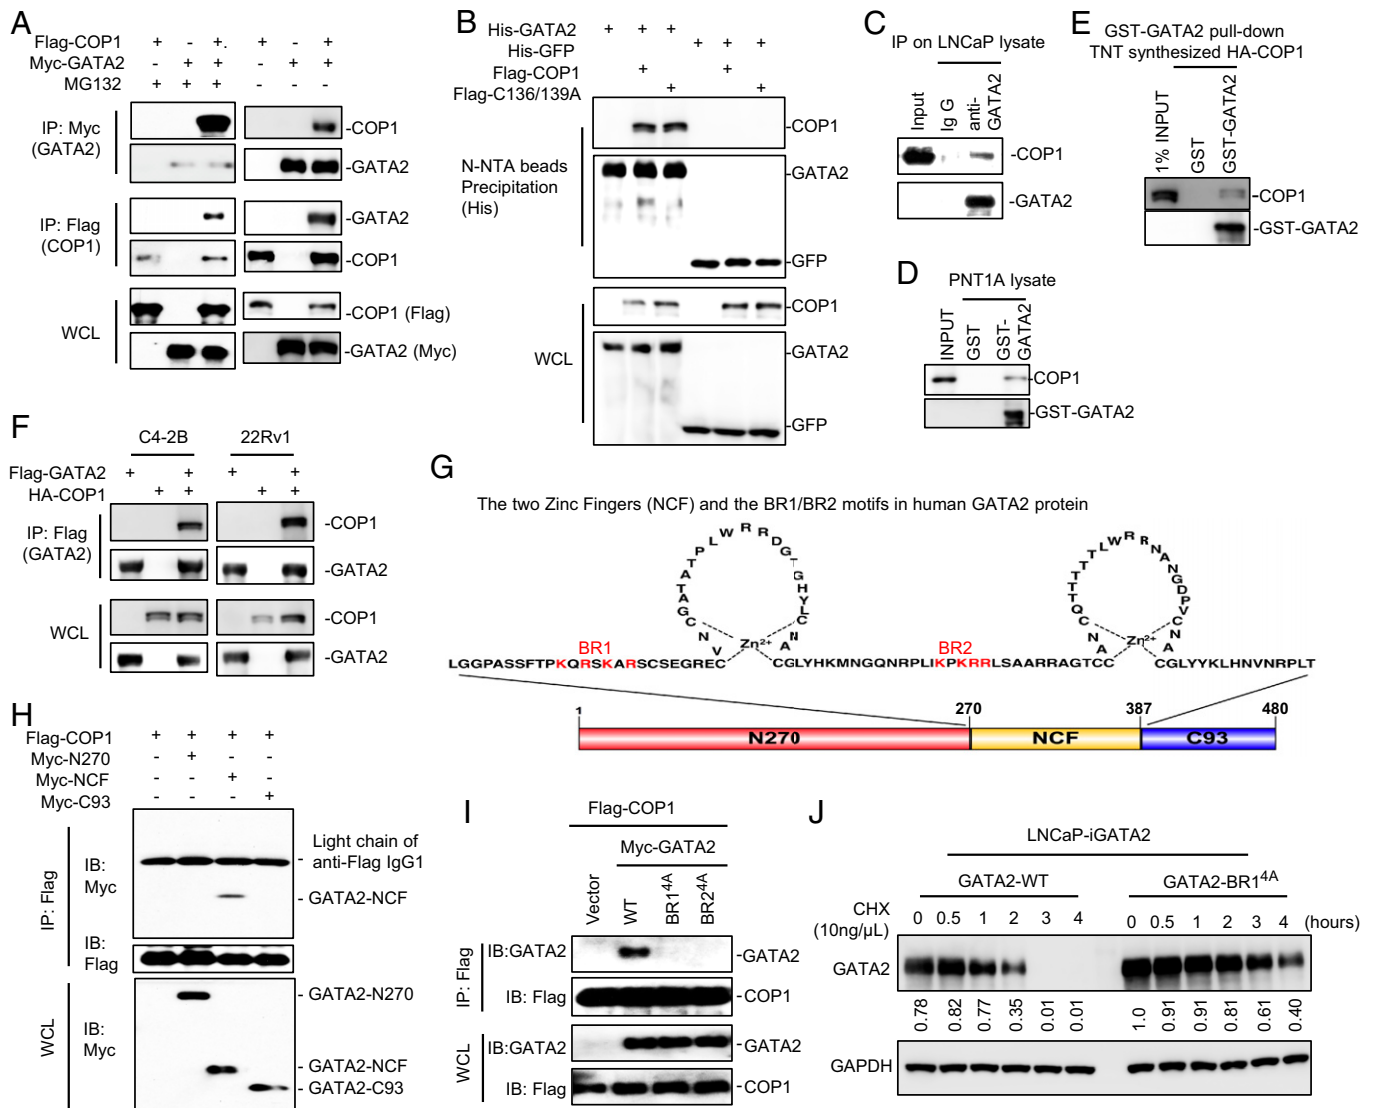 A
Flag-COP1 + - +. + - +
Myc-GATA2 - + + - + +
MG132 + + + - - -
IP: Myc
(GATA2)
-COP1
-GATA2
IP: Flag
(COP1)
-GATA2
-COP1
WCL
-COP1 (Flag)
-GATA2 (Myc)
B
His-GATA2 + + +
His-GFP + + +
Flag-COP1 + +
Flag-C136/139A + +
N-NTA beads
Precipitation
(His)
-COP1
-GATA2
-GFP
WCL
-COP1
-GATA2
-GFP
C
IP on LNCaP lysate
Input
Ig G
anti-
GATA2
-COP1
-GATA2
D
PNT1A lysate
INPUT
GST
GST-
GATA2
-COP1
-GST-GATA2
E
GST-GATA2 pull-down
TNT synthesized HA-COP1
1% INPUT
GST
GST-GATA2
-COP1
-GST-GATA2
F
C4-2B 22Rv1
Flag-GATA2 + + + +
HA-COP1 + + + +
IP: Flag
(GATA2)
-COP1
-GATA2
WCL
-COP1
-GATA2
G
The two Zinc Fingers (NCF) and the BR1/BR2 motifs in human GATA2 protein
V N C G A T A T P L W R R D G T G H Y L C N A
Zn2+
N C Q T T T T T L W R R N A N G D P V C N A
Zn2+
BR1
BR2
LGGPASSFTPKQRSKARSCSEGREC CGLYHKMNGQNRPLIKPKRRLSAARRAGTCC CGLYYKLHNVNRPLT
1 270 387 480
N270 NCF C93
H
Flag-COP1 + + + +
Myc-N270 - + - -
Myc-NCF - - + -
Myc-C93 - - - +
IP: Flag
IB:
Myc
- Light chain of
anti-Flag IgG1
- GATA2-NCF
IB:
Flag
WCL
IB:
Myc
- GATA2-N270
- GATA2-NCF
- GATA2-C93
I
Flag-COP1
Myc-GATA2
Vector
WT
BR14A
BR24A
IP: Flag
IB:GATA2 -GATA2
IB: Flag -COP1
WCL
IB:GATA2 -GATA2
IB: Flag -COP1
J
LNCaP-iGATA2
GATA2-WT GATA2-BR14A
CHX
(10ng/µL)
0 0.5 1 2 3 4 0 0.5 1 2 3 4 (hours)
GATA2
0.78 0.82 0.77 0.35 0.01 0.01 1.0 0.91 0.91 0.81 0.61 0.40
GAPDH